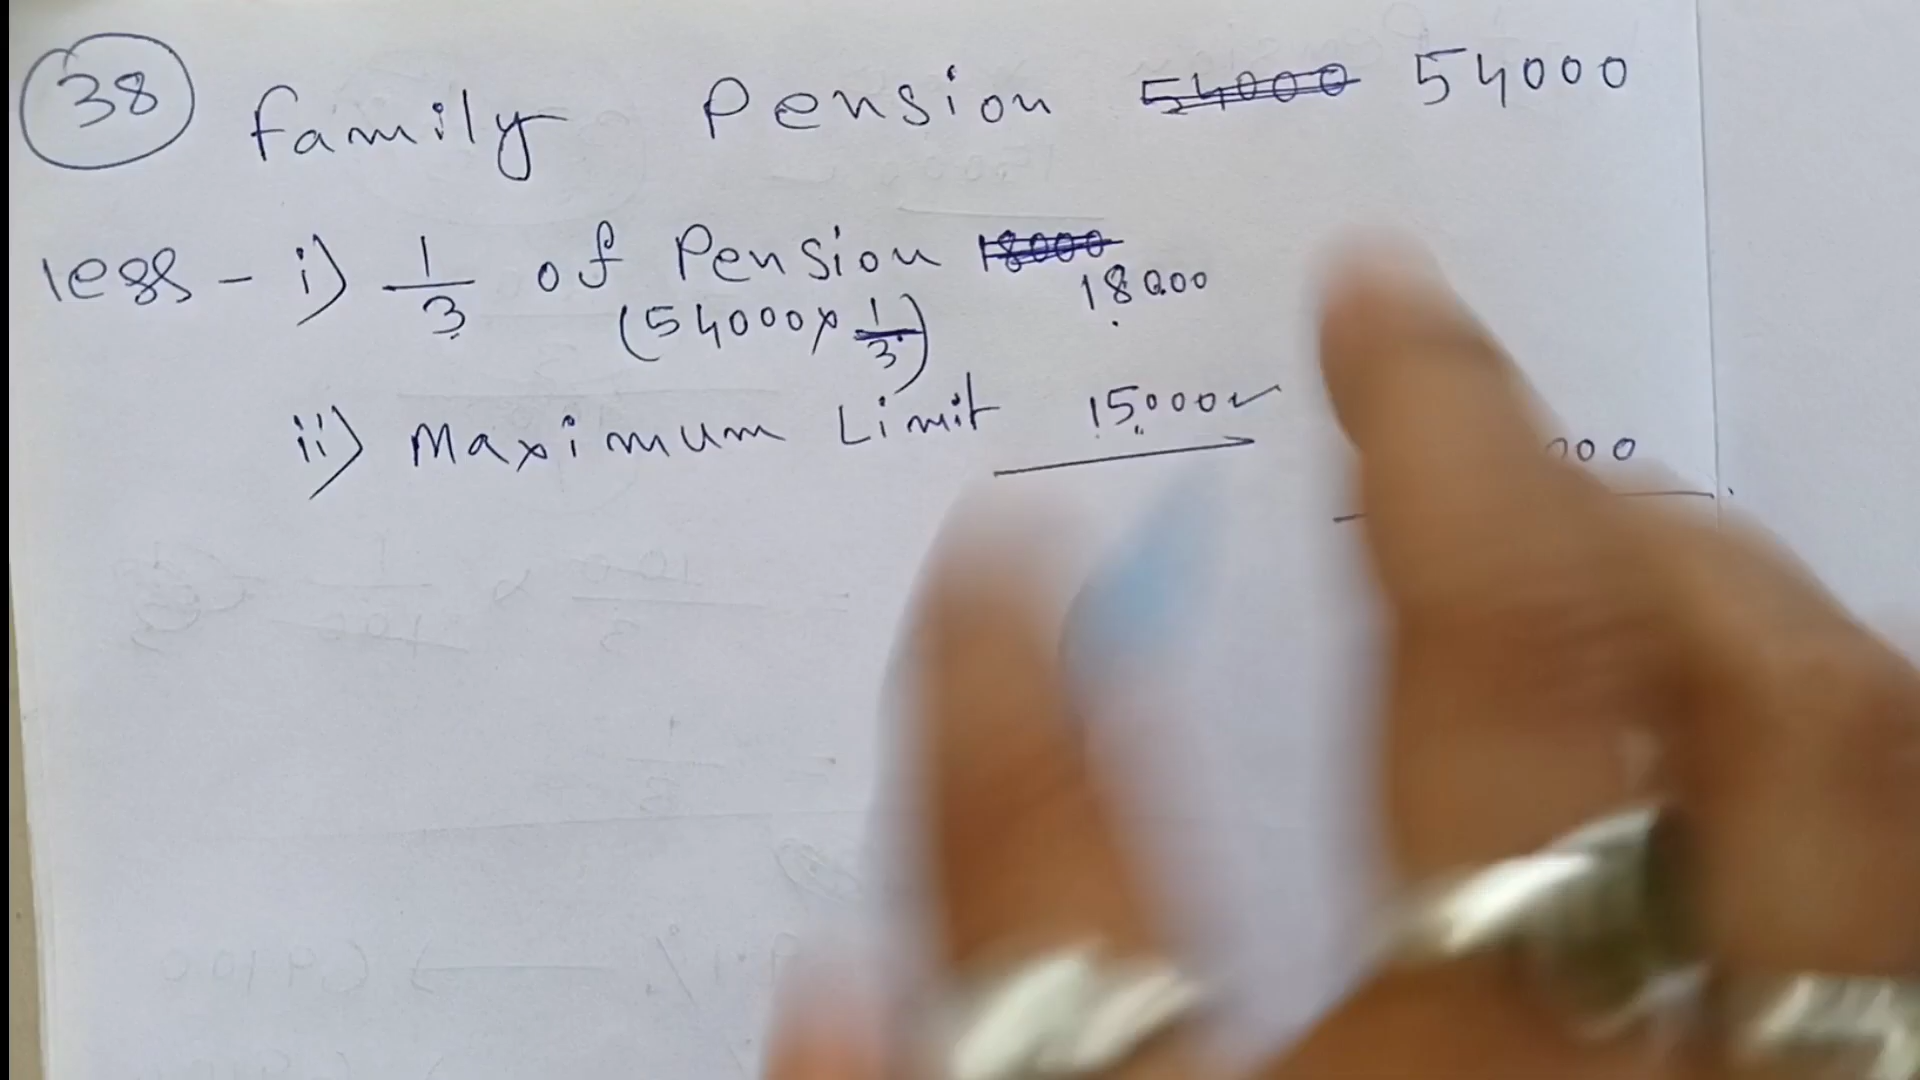 38 family Pension 54000 54000
less - i) 1/3 of Pension 18000
(54000 x 1/3) 18000
ii) Maximum Limit 15000